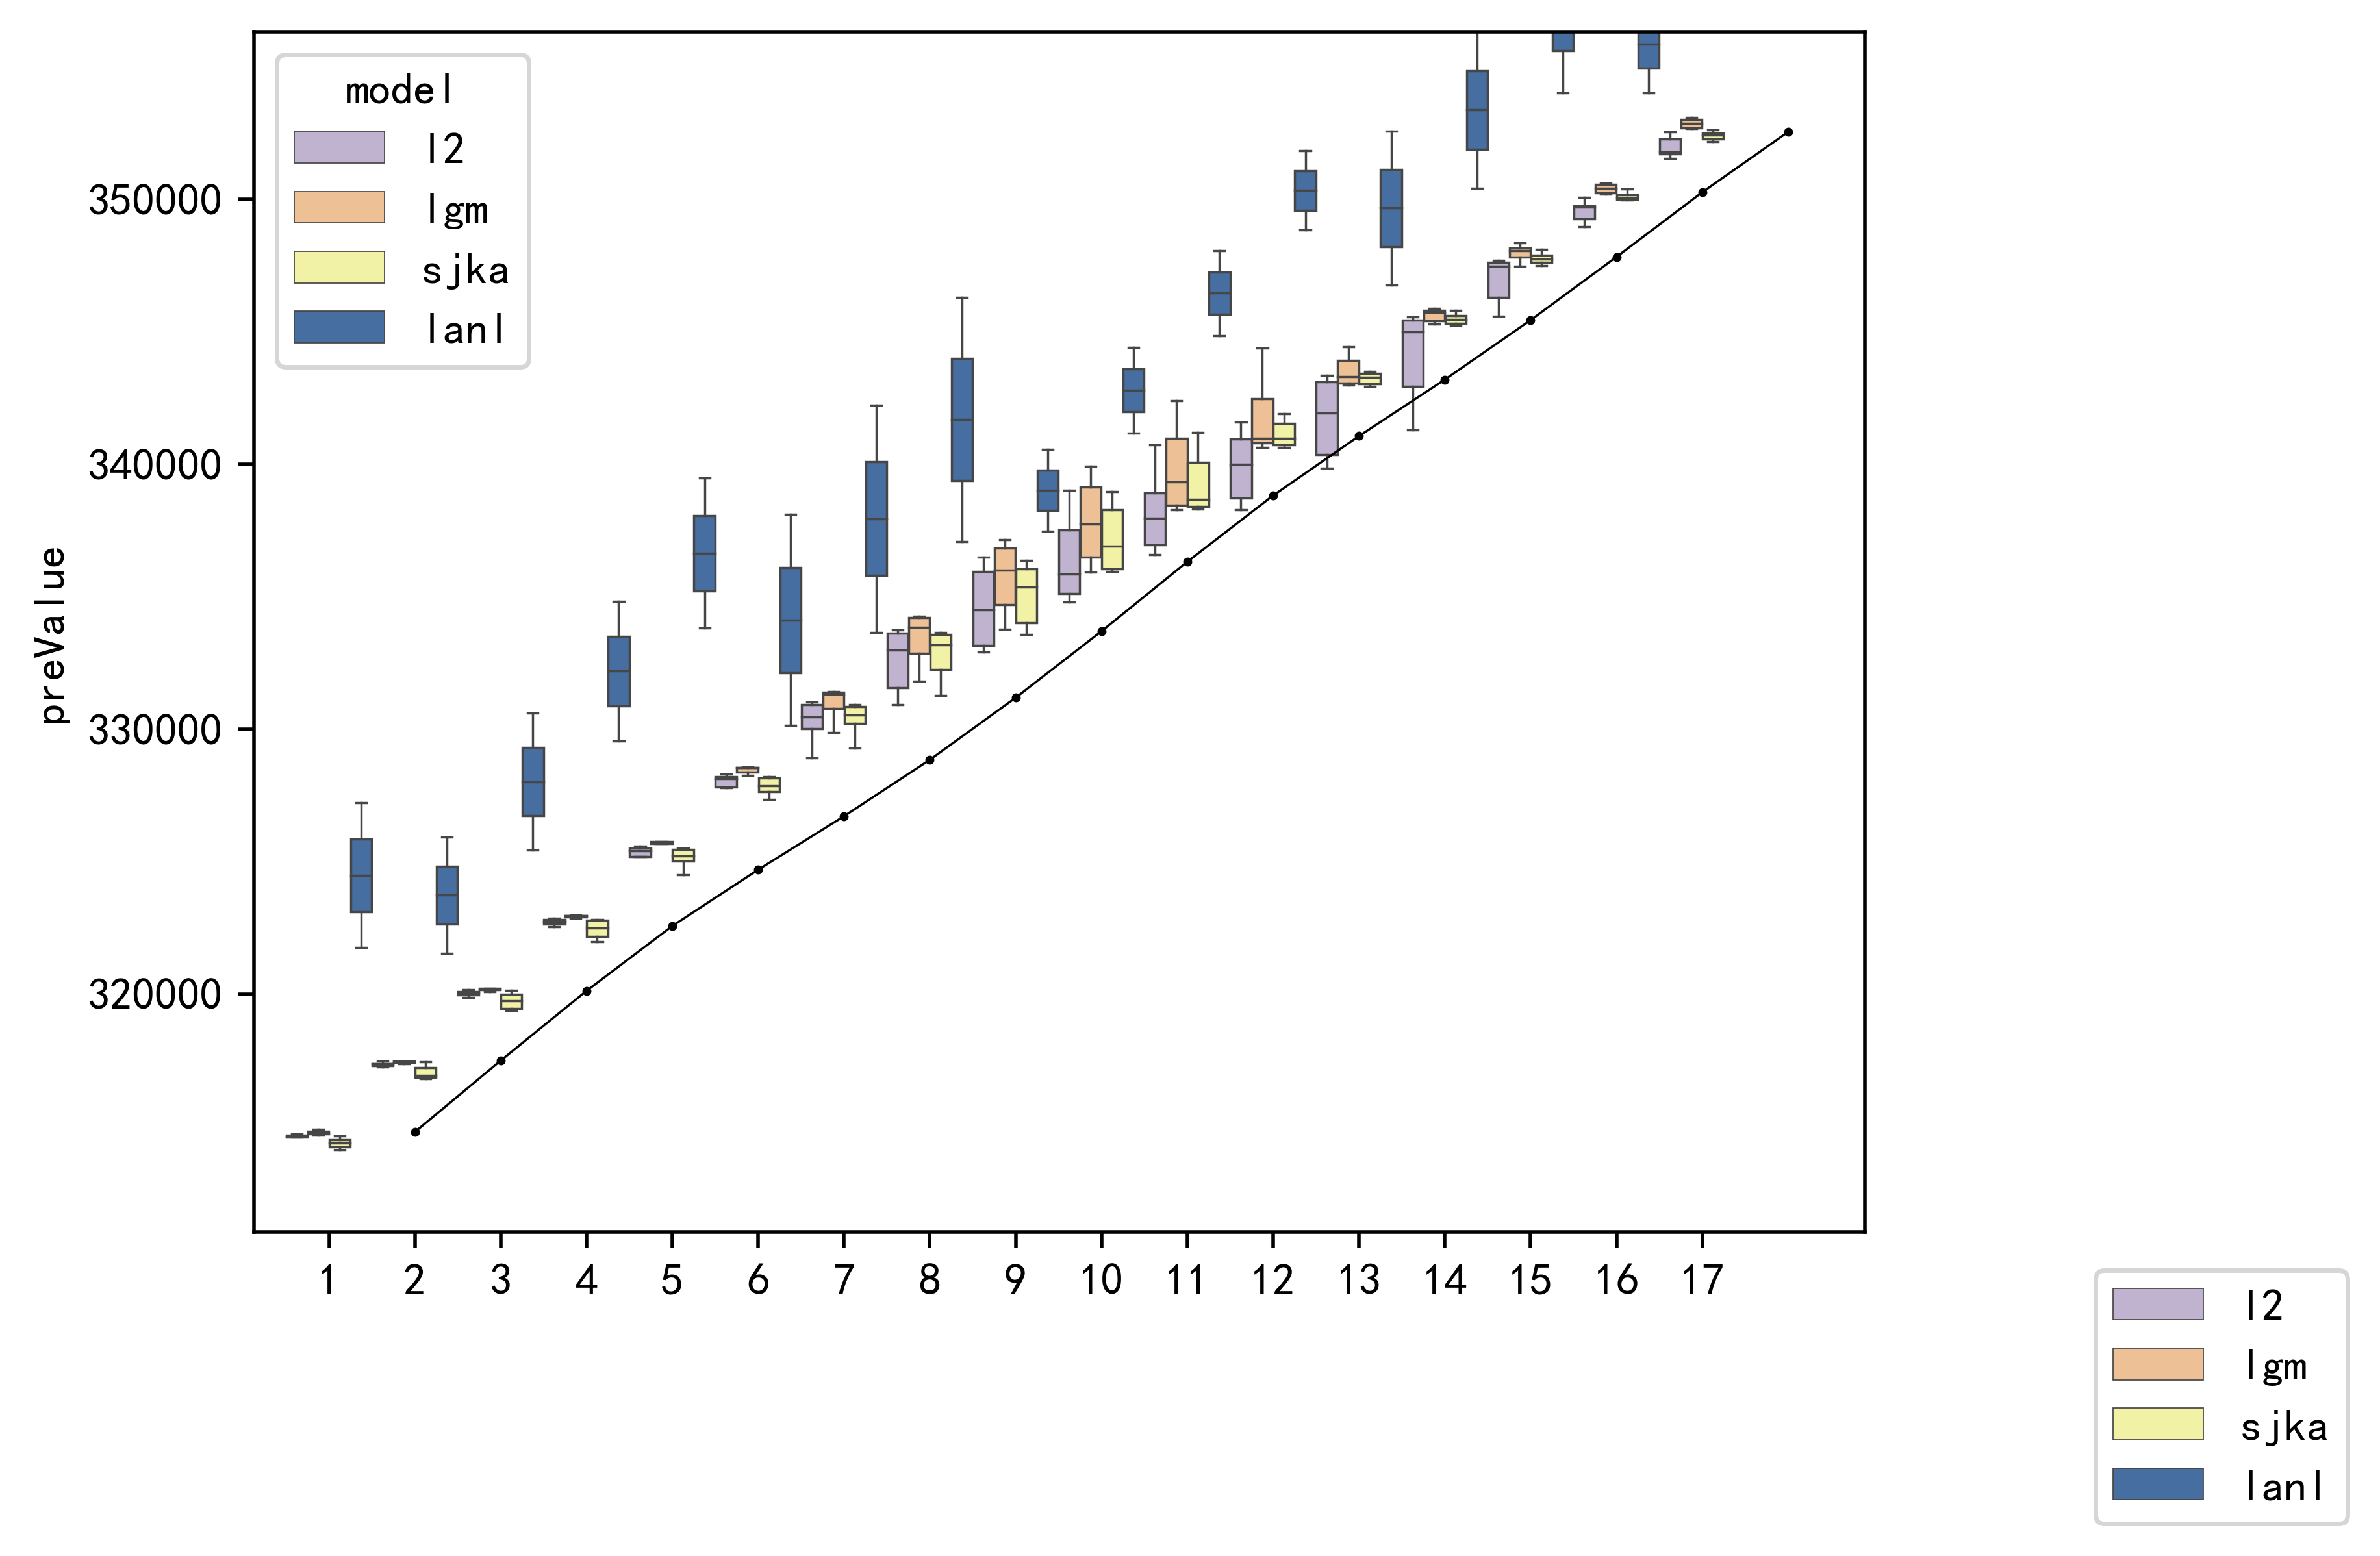 model
l2
lgm
sjka
lanl
350000
340000
330000
320000
preValue
1 2 3 4 5 6 7 8 9 10 11 12 13 14 15 16 17
l2
lgm
sjka
lanl